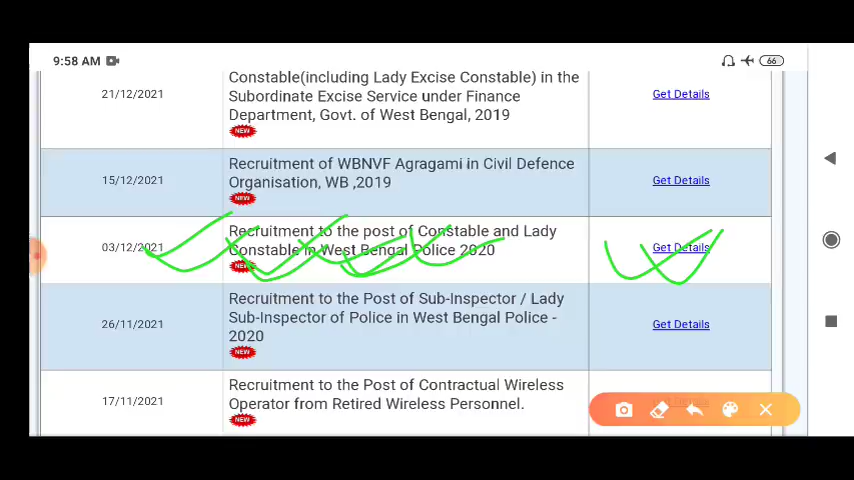 9:58 AM
66
21/12/2021
Constable(including Lady Excise Constable) in the
Subordinate Excise Service under Finance
Department, Govt. of West Bengal, 2019
NEW
Get Details
15/12/2021
Recruitment of WBNVF Agragami in Civil Defence
Organisation, WB ,2019
NEW
Get Details
03/12/2021
Recruitment to the post of Constable and Lady
Constable in West Bengal Police 2020
NEW
Get Details
26/11/2021
Recruitment to the Post of Sub-Inspector / Lady
Sub-Inspector of Police in West Bengal Police -
2020
NEW
Get Details
17/11/2021
Recruitment to the Post of Contractual Wireless
Operator from Retired Wireless Personnel.
NEW